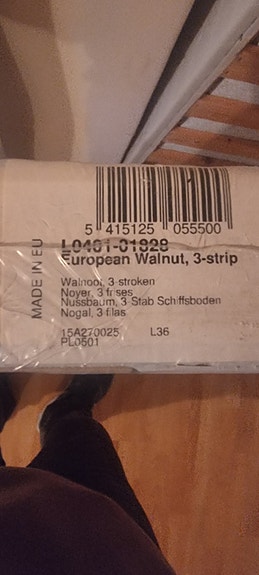 5 415125 055500
L0401-01828
European Walnut, 3-strip
MADE IN EU
Walnoot, 3 stroken
Noyer, 3 frises
Nussbaum, 3-Stab Schiffsboden
Nogal, 3 filas
15A270025 L36
PL0501